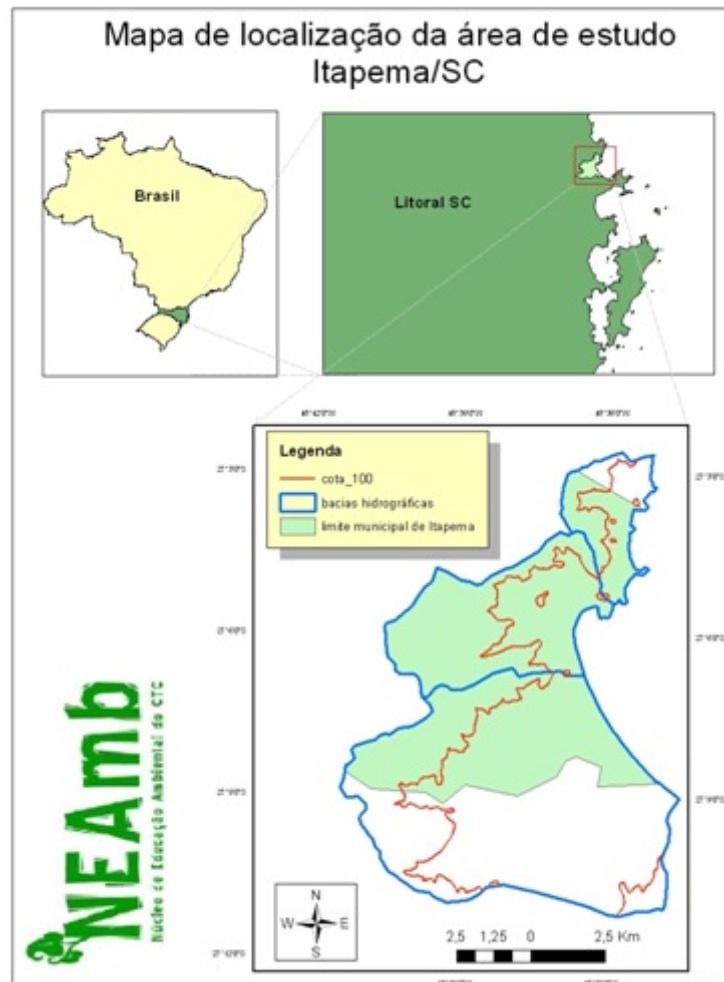 Mapa de localização da área de estudo
Itapema/SC
Brasil
Litoral SC
Legenda
cota_100
bacias hidrográficas
limite municipal de Itapema
N
W E
S
2,5 1,25 0 2,5 Km
NEAmb
Núcleo de Educação Ambiental do CTC